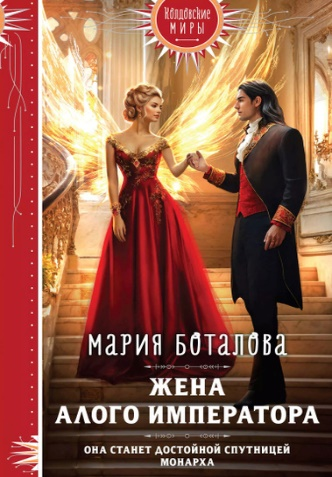 Колдовские
МИРЫ
МАРИЯ БОТАЛОВА
ЖЕНА
АЛОГО ИМПЕРАТОРА
ОНА СТАНЕТ ДОСТОЙНОЙ СПУТНИЦЕЙ
МОНАРХА